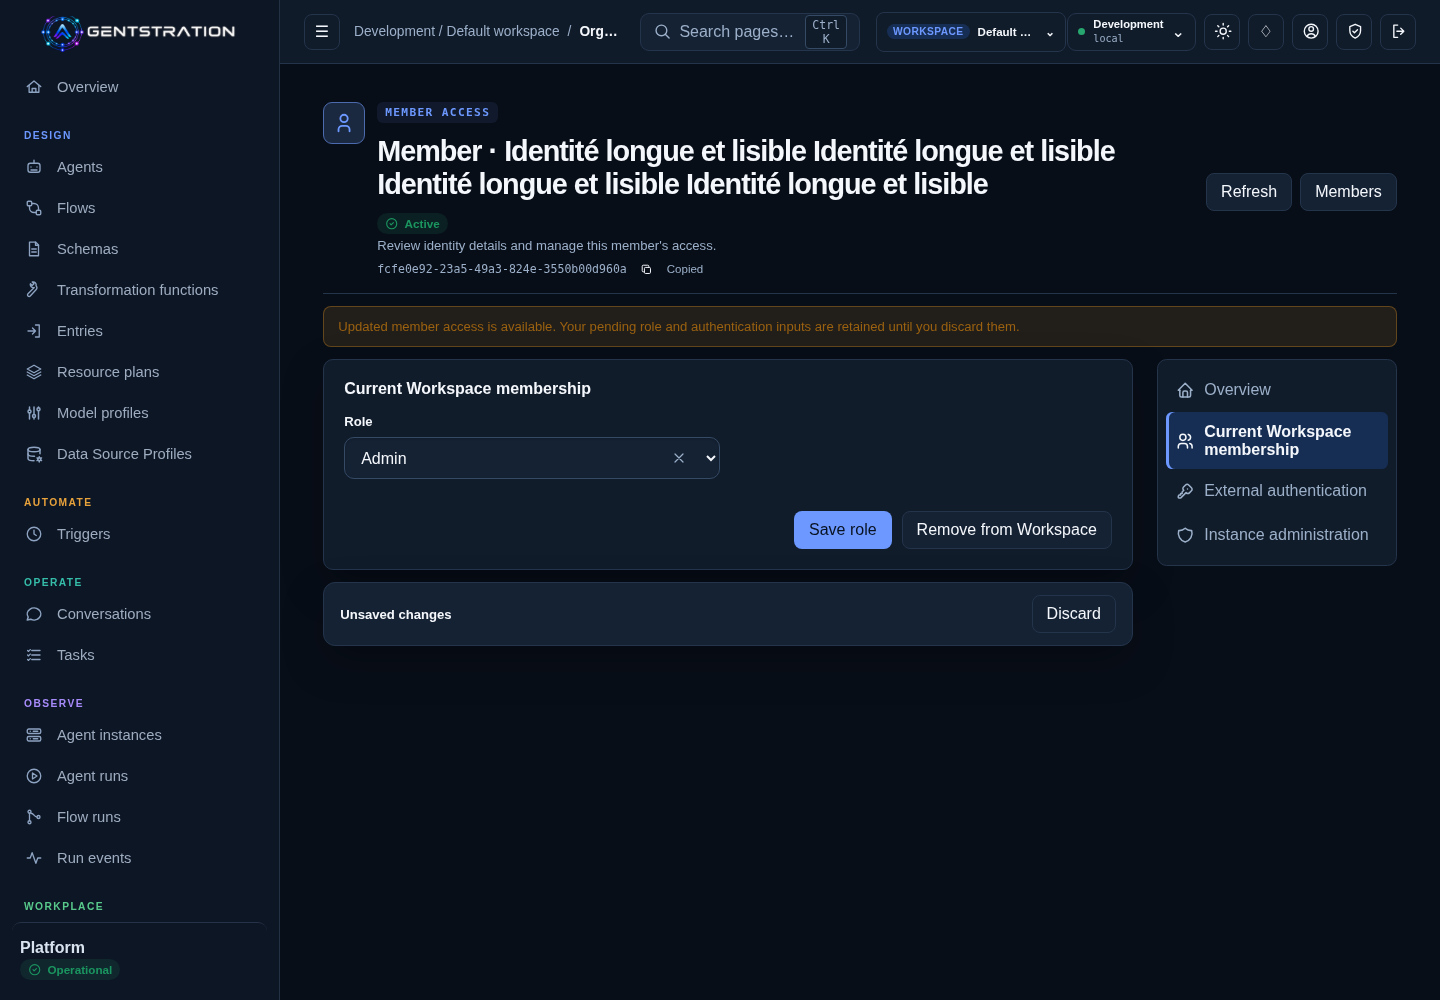 GENTSTRATION
Overview
DESIGN
Agents
Flows
Schemas
Transformation functions
Entries
Resource plans
Model profiles
Data Source Profiles
AUTOMATE
Triggers
OPERATE
Conversations
Tasks
OBSERVE
Agent instances
Agent runs
Flow runs
Run events
WORKPLACE
Platform
Operational
Development / Default workspace / Org…
Search pages…
Ctrl
K
WORKSPACE Default …
Development
local
MEMBER ACCESS
Member · Identité longue et lisible Identité longue et lisible
Identité longue et lisible Identité longue et lisible
Active
Review identity details and manage this member's access.
fcfe0e92-23a5-49a3-824e-3550b00d960a Copied
Refresh
Members
Updated member access is available. Your pending role and authentication inputs are retained until you discard them.
Current Workspace membership
Role
Admin
Save role
Remove from Workspace
Unsaved changes
Discard
Overview
Current Workspace
membership
External authentication
Instance administration